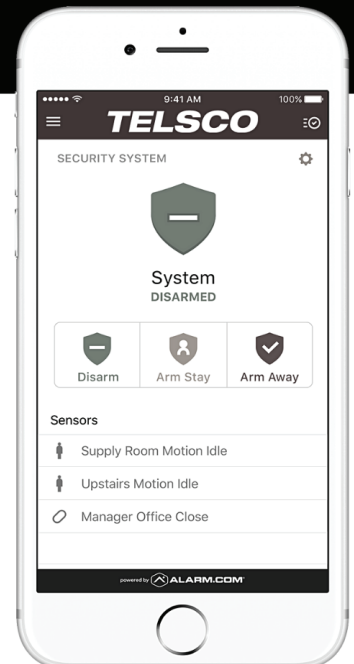 9:41 AM
100%
TELSCO
SECURITY SYSTEM
System
DISARMED
Disarm
Arm Stay
Arm Away
Sensors
Supply Room Motion Idle
Upstairs Motion Idle
Manager Office Close
powered by ALARM.COM